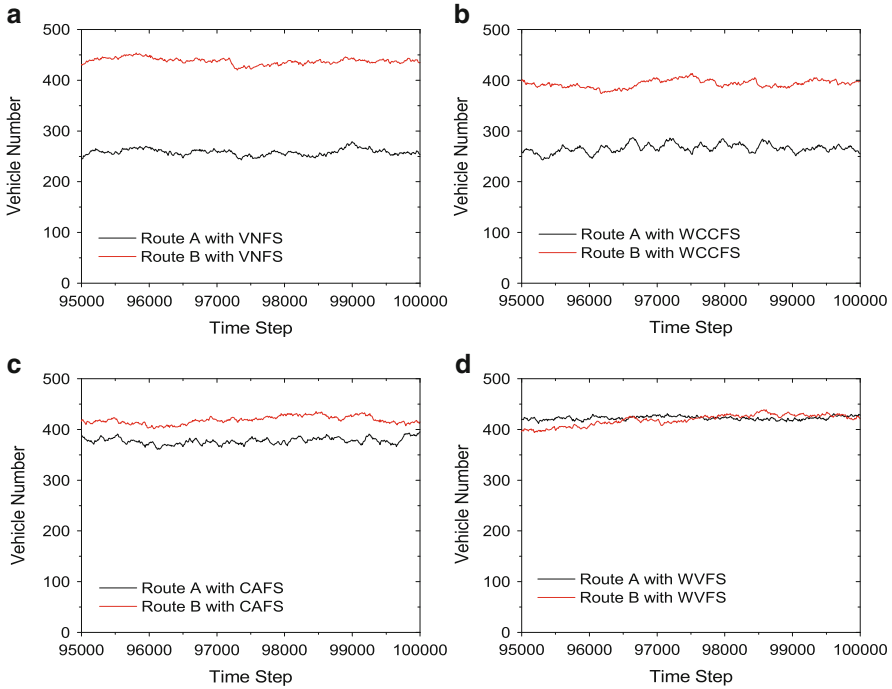 a
500
400
300
200
100
0
Vehicle Number
Route A with VNFS
Route B with VNFS
95000 96000 97000 98000 99000 100000
Time Step
b
500
400
300
200
100
0
Vehicle Number
Route A with WCCFS
Route B with WCCFS
95000 96000 97000 98000 99000 100000
Time Step
c
500
400
300
200
100
0
Vehicle Number
Route A with CAFS
Route B with CAFS
95000 96000 97000 98000 99000 100000
Time Step
d
500
400
300
200
100
0
Vehicle Number
Route A with WVFS
Route B with WVFS
95000 96000 97000 98000 99000 100000
Time Step